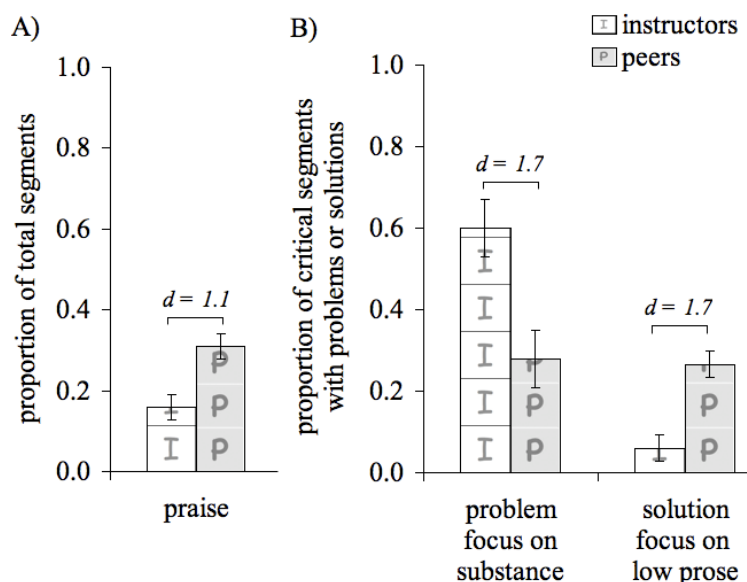 A)
B)
I instructors
P peers
proportion of total segments
1.0
0.8
0.6
0.4
0.2
0.0
d = 1.1
I
I
P
P
P
praise
proportion of critical segments
with problems or solutions
1.0
0.8
0.6
0.4
0.2
0.0
d = 1.7
I
I
I
I
I
P
P
P
d = 1.7
I
P
P
P
problem
focus on
substance
solution
focus on
low prose